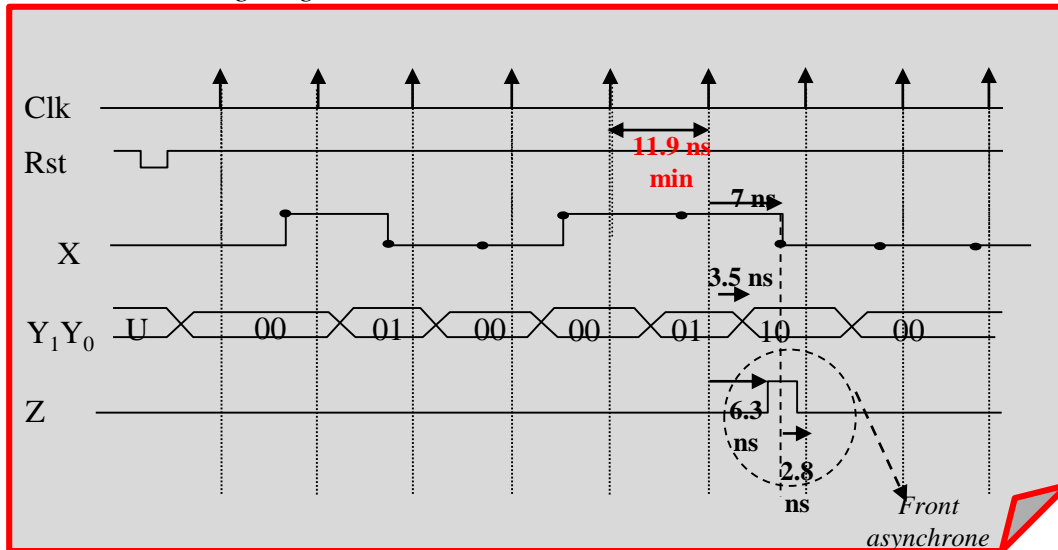 Clk
11.9 ns
min
Rst
7 ns
X
3.5 ns
Y₁Y₀ U 00 01 00 00 01 10 00
Z
6.3
ns
2.8
ns
Front
asynchrone